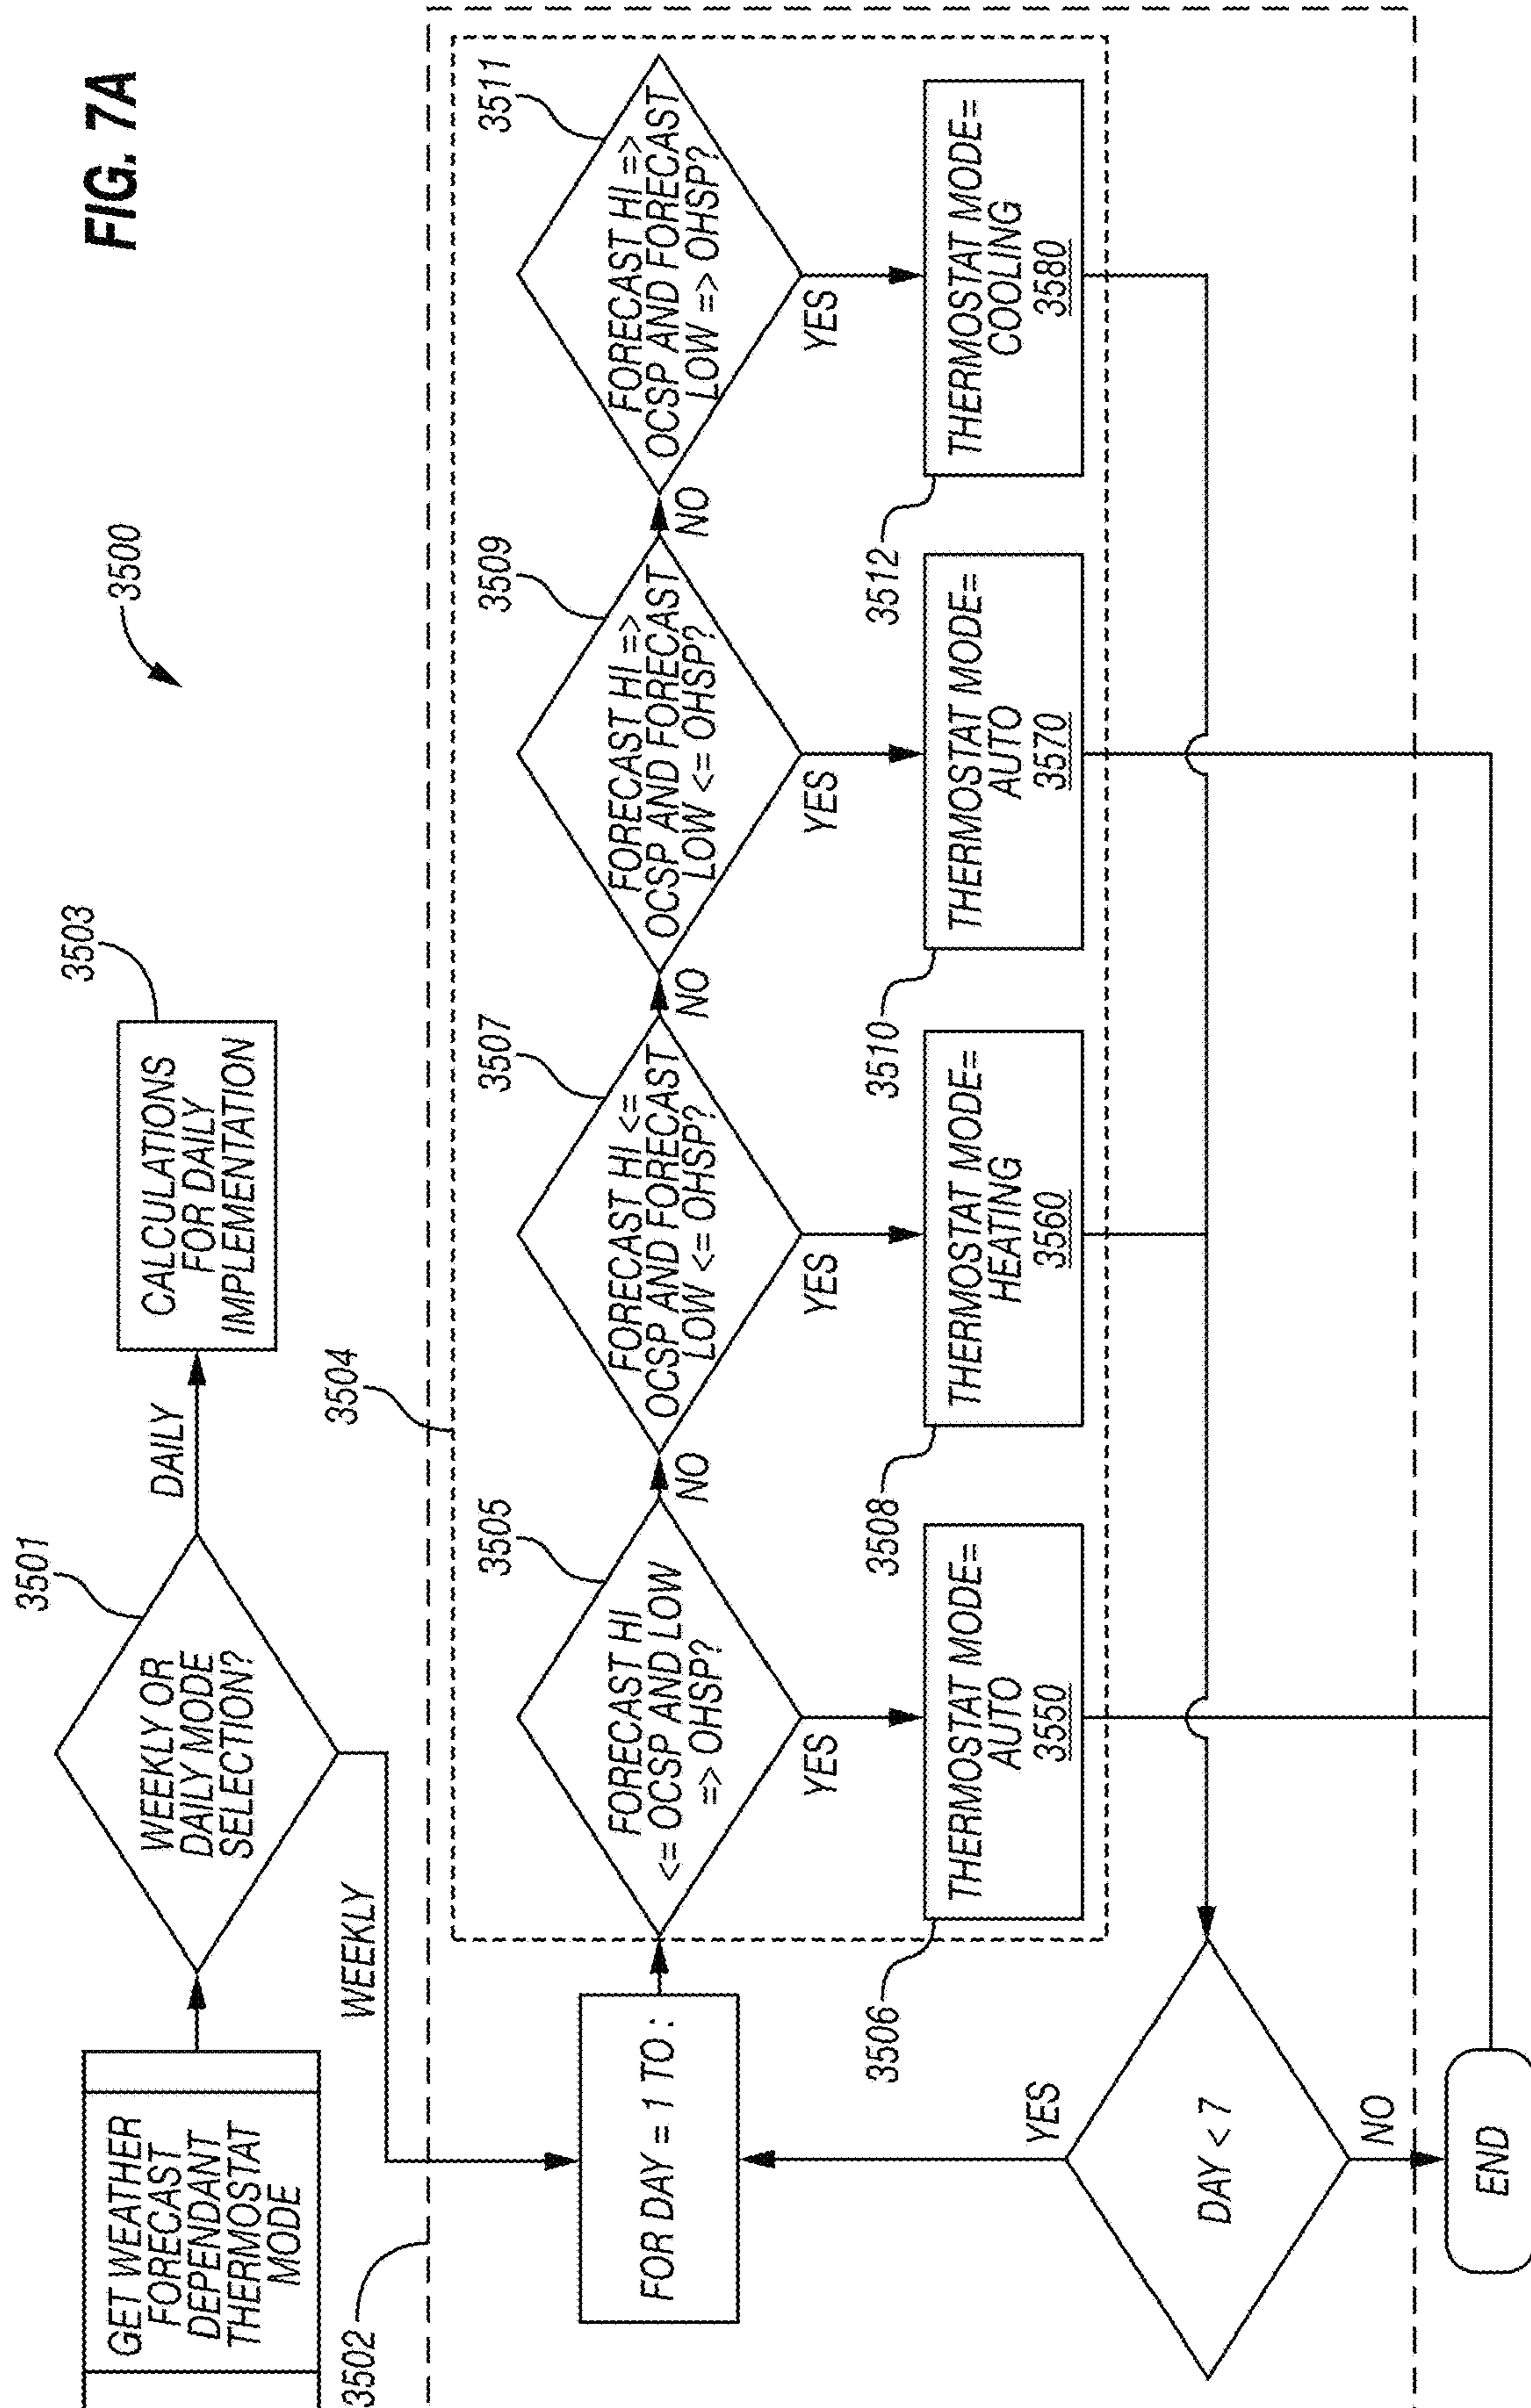 FIG. 7A
3500
GET WEATHER
FORECAST
DEPENDANT
THERMOSTAT
MODE
3501
WEEKLY OR
DAILY MODE
SELECTION?
DAILY
3503
CALCULATIONS
FOR DAILY
IMPLEMENTATION
WEEKLY
3502
3504
FOR DAY = 1 TO :
3505
FORECAST HI
<= OCSP AND LOW
=> OHSP?
NO
3507
FORECAST HI <=
OCSP AND FORECAST
LOW <= OHSP?
NO
3509
FORECAST HI =>
OCSP AND FORECAST
LOW <= OHSP?
NO
3511
FORECAST HI =>
OCSP AND FORECAST
LOW => OHSP?
YES
YES
YES
YES
3506
THERMOSTAT MODE=
AUTO
3550
3508
THERMOSTAT MODE=
HEATING
3560
3510
THERMOSTAT MODE=
AUTO
3570
3512
THERMOSTAT MODE=
COOLING
3580
YES
DAY < 7
NO
END